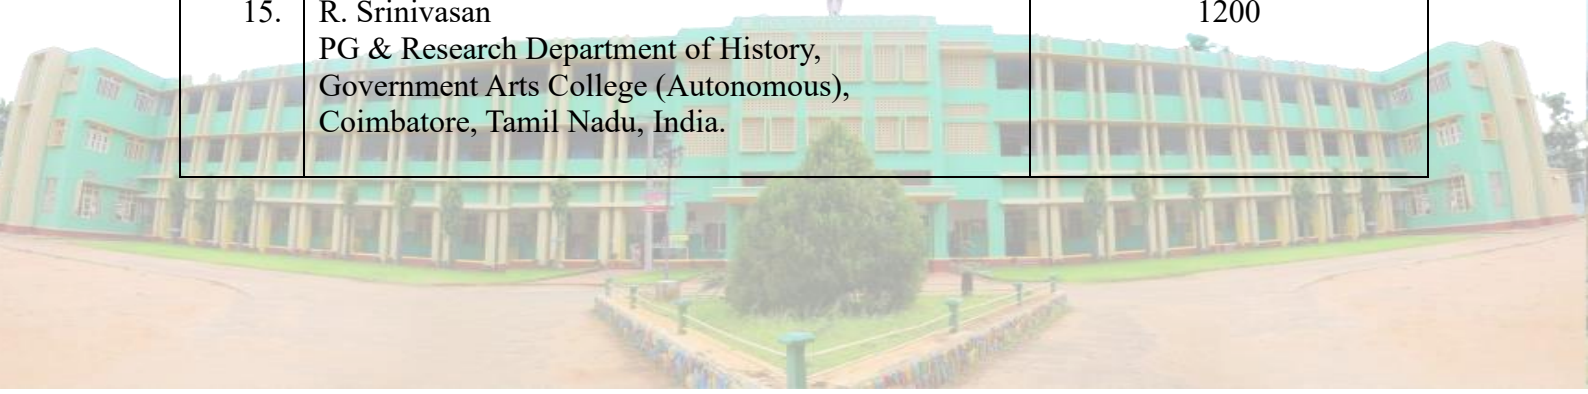 15. R. Srinivasan 1200
PG & Research Department of History,
Government Arts College (Autonomous),
Coimbatore, Tamil Nadu, India.